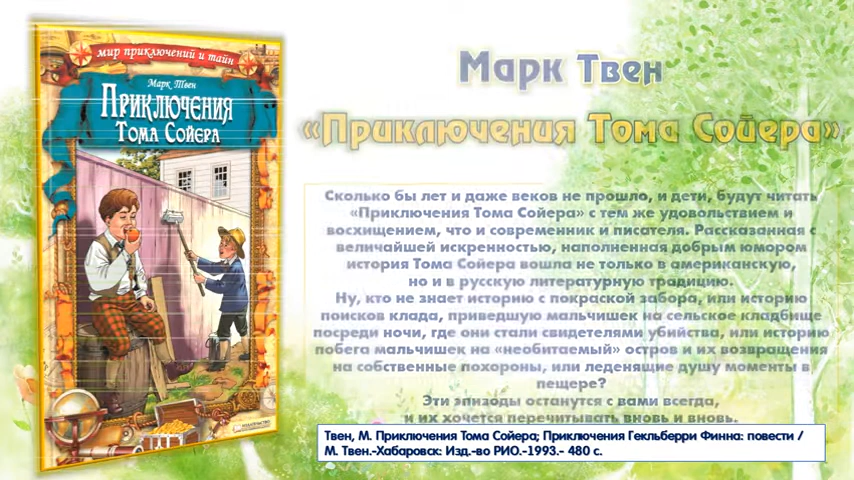 мир приключений и тайн
Марк Твен
ПРИКЛЮЧЕНИЯ
ТОМА СОЙЕРА
Марк Твен
«Приключения Тома Сойера»
Сколько бы лет и даже веков не прошло, и дети, будут читать
«Приключения Тома Сойера» с тем же удовольствием и
восхищением, что и современник и писателя. Рассказанная с
величайшей искренностью, наполненная добрым юмором
история Тома Сойера вошла не только в американскую,
но и в русскую литературную традицию.
Ну, кто не знает историю с покраской забора, или историю
поисков клада, приведшую мальчишек на сельское кладбище
посреди ночи, где они стали свидетелями убийства, или историю
побега мальчишек на «необитаемый» остров и их возвращения
на собственные похороны, или леденящие душу моменты в
пещере?
Эти эпизоды останутся с вами всегда,
и их хочется перечитывать вновь и вновь.
Твен, М. Приключения Тома Сойера; Приключения Гекльберри Финна: повести /
М. Твен.-Хабаровск: Изд.-во РИО.-1993.- 480 с.